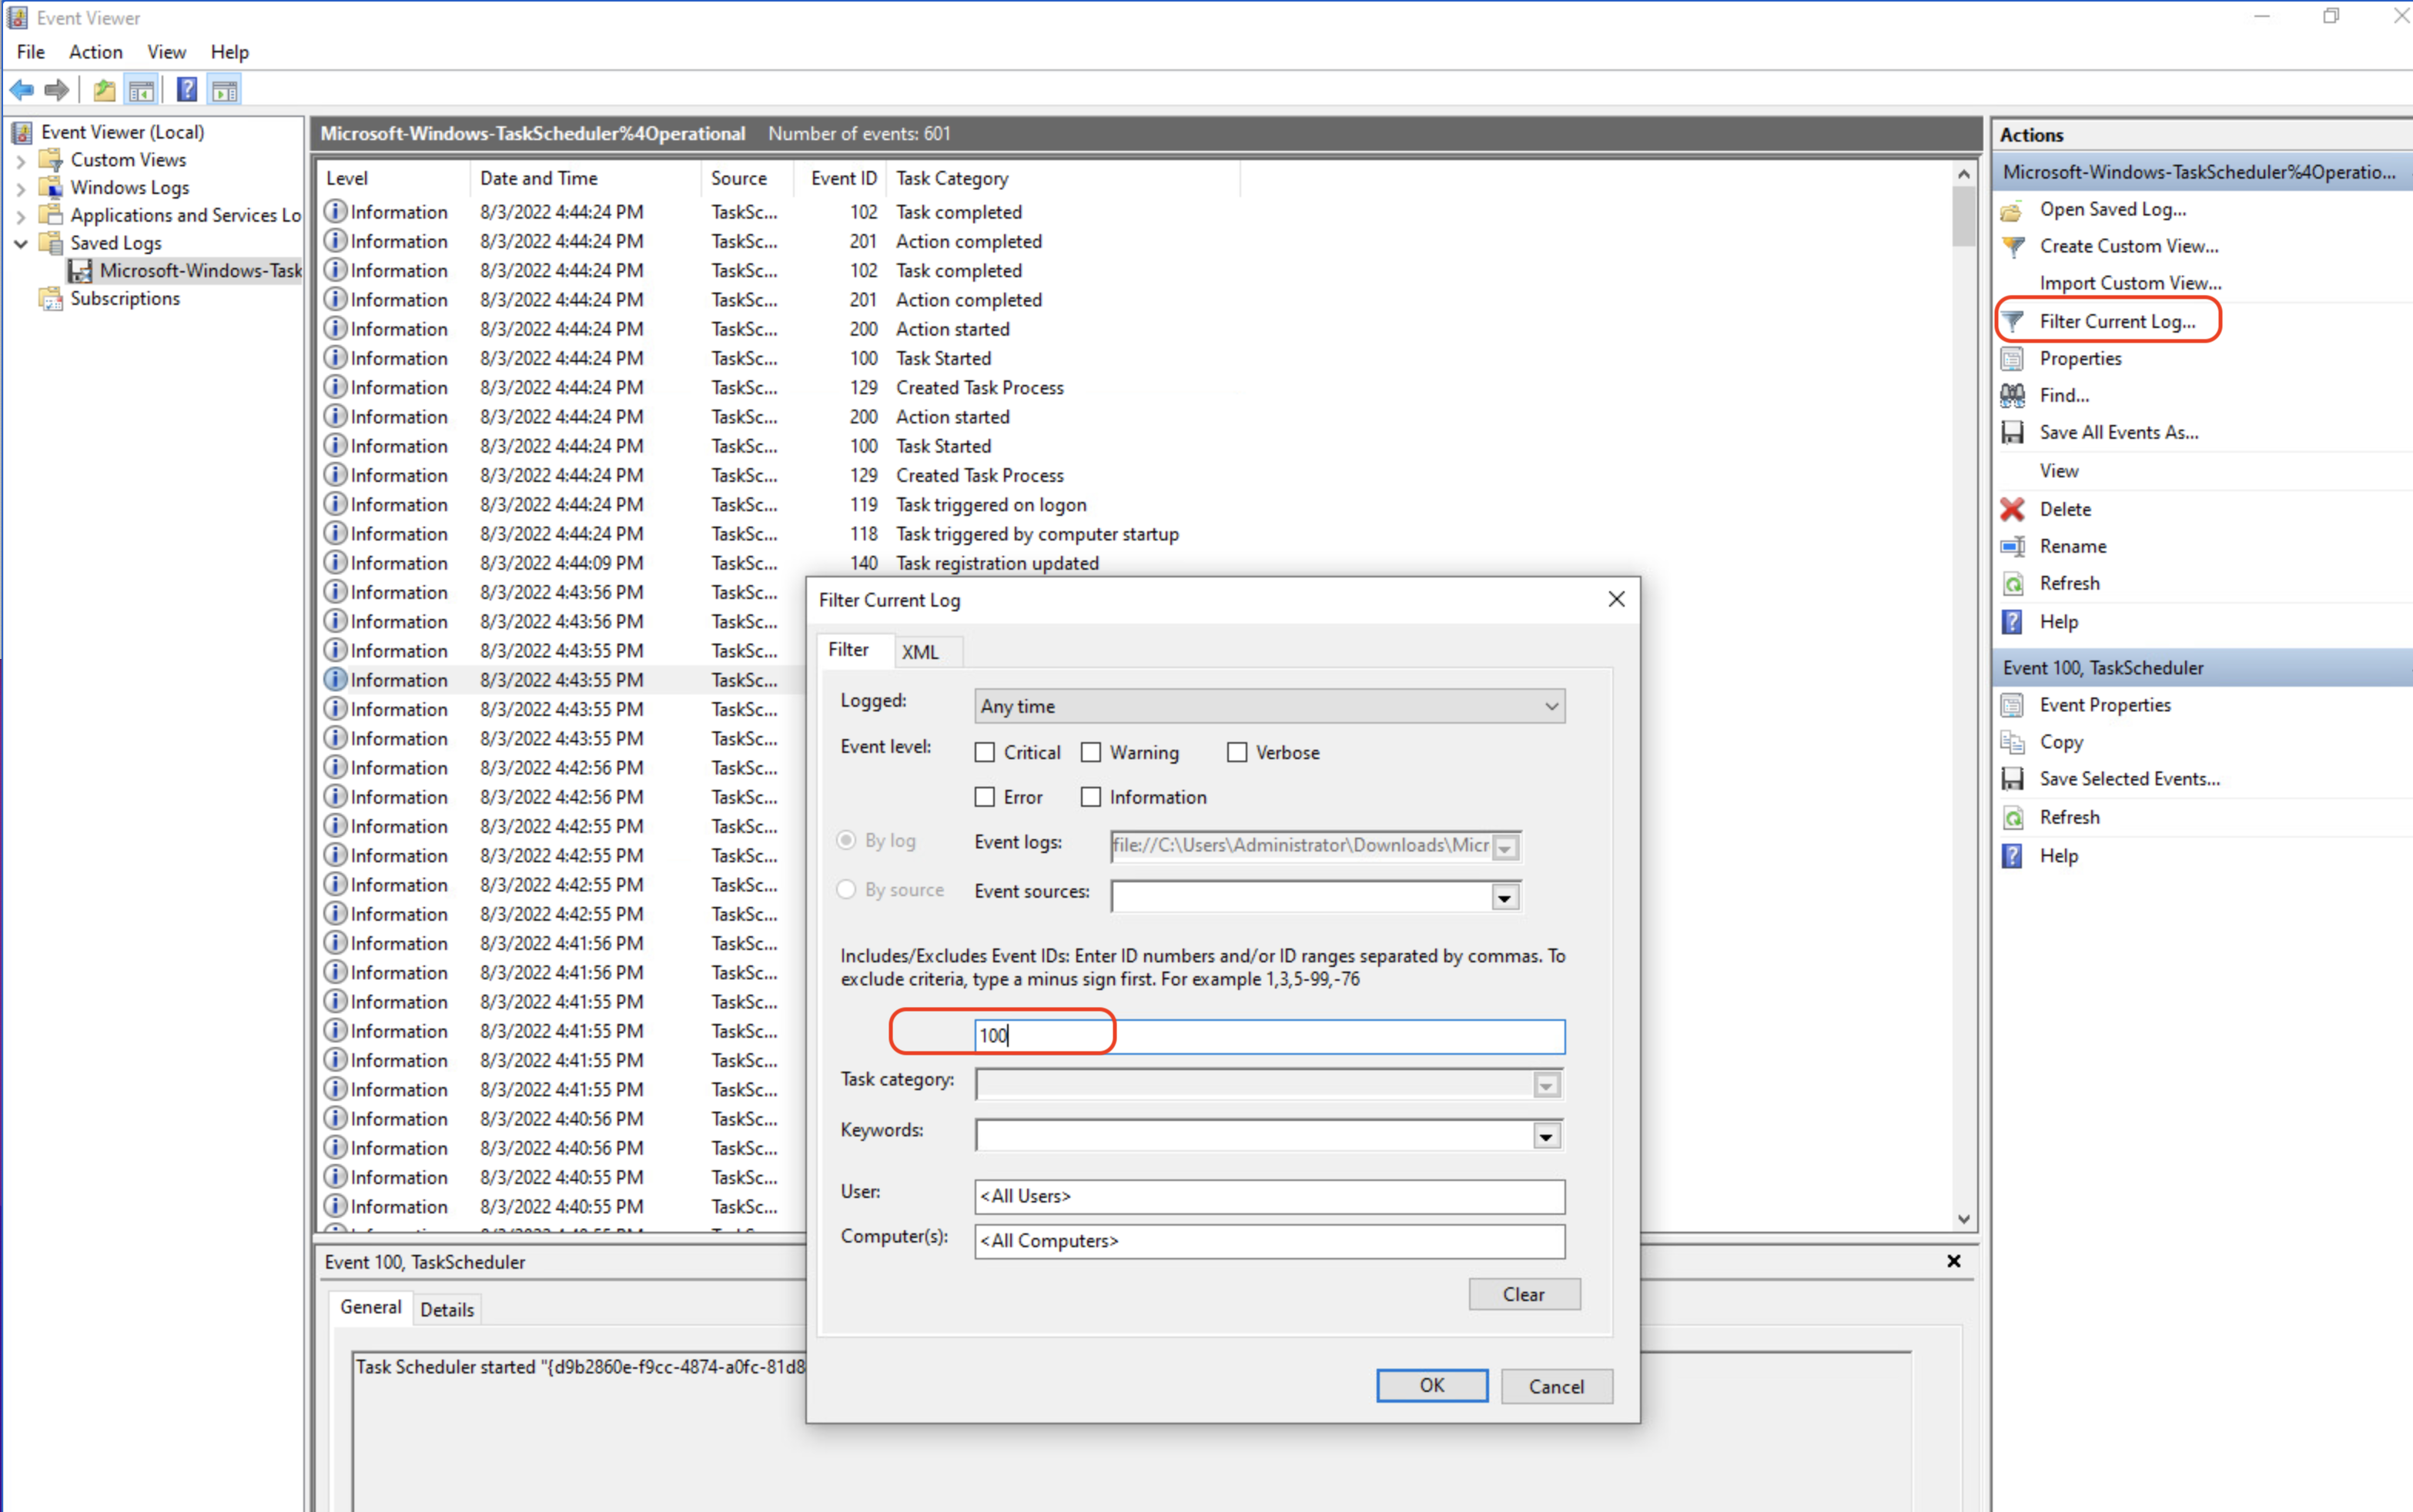 Event Viewer
File Action View Help
Event Viewer (Local)
Custom Views
Windows Logs
Applications and Services Lo
Saved Logs
Microsoft-Windows-Task
Subscriptions
Microsoft-Windows-TaskScheduler%4Operational Number of events: 601
Level Date and Time Source Event ID Task Category
Information 8/3/2022 4:44:24 PM TaskSc... 102 Task completed
Information 8/3/2022 4:44:24 PM TaskSc... 201 Action completed
Information 8/3/2022 4:44:24 PM TaskSc... 102 Task completed
Information 8/3/2022 4:44:24 PM TaskSc... 201 Action completed
Information 8/3/2022 4:44:24 PM TaskSc... 200 Action started
Information 8/3/2022 4:44:24 PM TaskSc... 100 Task Started
Information 8/3/2022 4:44:24 PM TaskSc... 129 Created Task Process
Information 8/3/2022 4:44:24 PM TaskSc... 200 Action started
Information 8/3/2022 4:44:24 PM TaskSc... 100 Task Started
Information 8/3/2022 4:44:24 PM TaskSc... 129 Created Task Process
Information 8/3/2022 4:44:24 PM TaskSc... 119 Task triggered on logon
Information 8/3/2022 4:44:24 PM TaskSc... 118 Task triggered by computer startup
Information 8/3/2022 4:44:09 PM TaskSc... 140 Task registration updated
Information 8/3/2022 4:43:56 PM TaskSc...
Information 8/3/2022 4:43:56 PM TaskSc...
Information 8/3/2022 4:43:55 PM TaskSc...
Information 8/3/2022 4:43:55 PM TaskSc...
Information 8/3/2022 4:43:55 PM TaskSc...
Information 8/3/2022 4:43:55 PM TaskSc...
Information 8/3/2022 4:42:56 PM TaskSc...
Information 8/3/2022 4:42:56 PM TaskSc...
Information 8/3/2022 4:42:55 PM TaskSc...
Information 8/3/2022 4:42:55 PM TaskSc...
Information 8/3/2022 4:42:55 PM TaskSc...
Information 8/3/2022 4:42:55 PM TaskSc...
Information 8/3/2022 4:41:56 PM TaskSc...
Information 8/3/2022 4:41:56 PM TaskSc...
Information 8/3/2022 4:41:55 PM TaskSc...
Information 8/3/2022 4:41:55 PM TaskSc...
Information 8/3/2022 4:41:55 PM TaskSc...
Information 8/3/2022 4:41:55 PM TaskSc...
Information 8/3/2022 4:40:56 PM TaskSc...
Information 8/3/2022 4:40:56 PM TaskSc...
Information 8/3/2022 4:40:55 PM TaskSc...
Information 8/3/2022 4:40:55 PM TaskSc...
Event 100, TaskScheduler
General Details
Task Scheduler started "{d9b2860e-f9cc-4874-a0fc-81d8
Filter Current Log
Filter XML
Logged: Any time
Event level: Critical Warning Verbose
Error Information
By log Event logs: file://C:\Users\Administrator\Downloads\Micr
By source Event sources:
Includes/Excludes Event IDs: Enter ID numbers and/or ID ranges separated by commas. To
exclude criteria, type a minus sign first. For example 1,3,5-99,-76
100
Task category:
Keywords:
User: <All Users>
Computer(s): <All Computers>
Clear
OK Cancel
Actions
Microsoft-Windows-TaskScheduler%4Operatio...
Open Saved Log...
Create Custom View...
Import Custom View...
Filter Current Log...
Properties
Find...
Save All Events As...
View
Delete
Rename
Refresh
Help
Event 100, TaskScheduler
Event Properties
Copy
Save Selected Events...
Refresh
Help